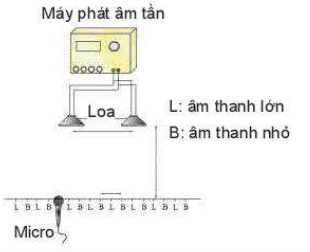 Máy phát âm tần
Loa
L: âm thanh lớn
B: âm thanh nhỏ
L B L B L B L B L B L B L B L B
Micro